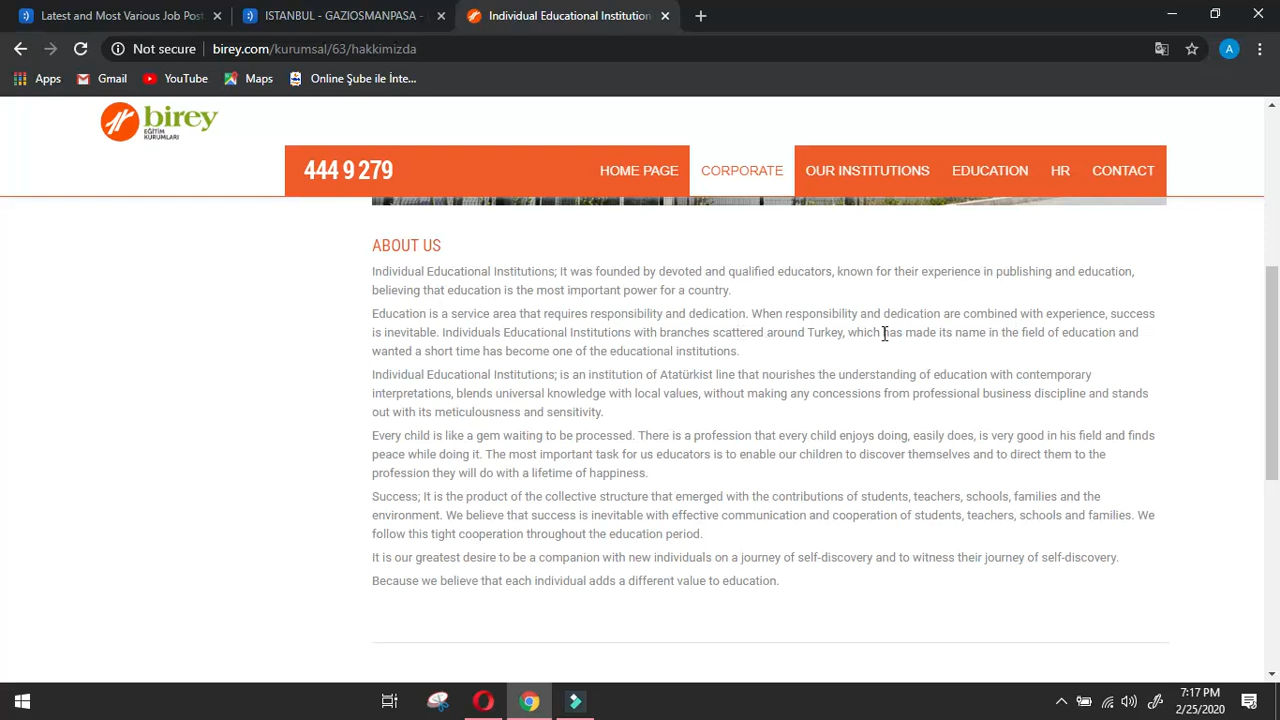 Latest and Most Various Job Post
ISTANBUL - GAZIOSMANPASA -
Individual Educational Institution
Not secure
birey.com/kurumsal/63/hakkimizda
A
Apps
Gmail
YouTube
Maps
Online Şube ile İnte...
birey
EĞİTİM
KURUMLARI
444 9 279
HOME PAGE
CORPORATE
OUR INSTITUTIONS
EDUCATION
HR
CONTACT
ABOUT US
Individual Educational Institutions; It was founded by devoted and qualified educators, known for their experience in publishing and education,
believing that education is the most important power for a country.
Education is a service area that requires responsibility and dedication. When responsibility and dedication are combined with experience, success
is inevitable. Individuals Educational Institutions with branches scattered around Turkey, which has made its name in the field of education and
wanted a short time has become one of the educational institutions.
Individual Educational Institutions; is an institution of Atatürkist line that nourishes the understanding of education with contemporary
interpretations, blends universal knowledge with local values, without making any concessions from professional business discipline and stands
out with its meticulousness and sensitivity.
Every child is like a gem waiting to be processed. There is a profession that every child enjoys doing, easily does, is very good in his field and finds
peace while doing it. The most important task for us educators is to enable our children to discover themselves and to direct them to the
profession they will do with a lifetime of happiness.
Success; It is the product of the collective structure that emerged with the contributions of students, teachers, schools, families and the
environment. We believe that success is inevitable with effective communication and cooperation of students, teachers, schools and families. We
follow this tight cooperation throughout the education period.
It is our greatest desire to be a companion with new individuals on a journey of self-discovery and to witness their journey of self-discovery.
Because we believe that each individual adds a different value to education.
7:17 PM
2/25/2020